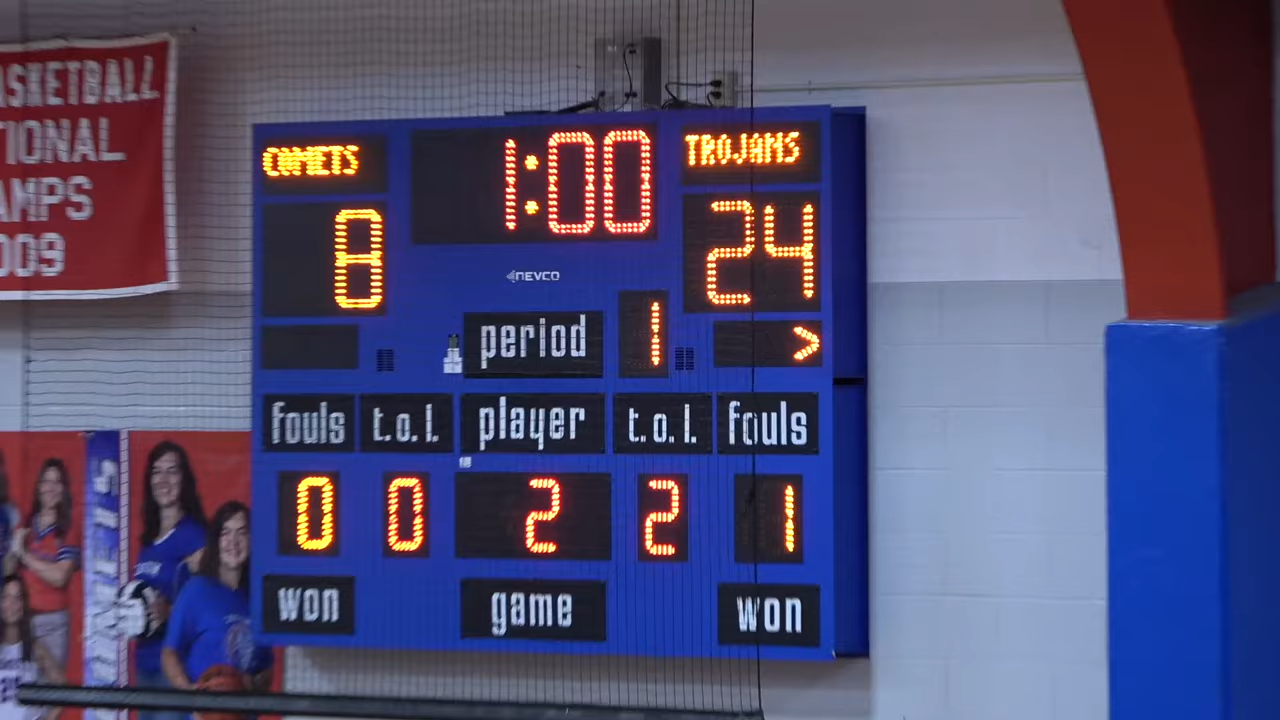 ASKETBALL
TIONAL
AMPS
009
COMETS
1:00
TROJANS
8
24
NEVCO
period
1
>
fouls
t.o.l.
player
t.o.l.
fouls
0
0
2
2
1
won
game
won